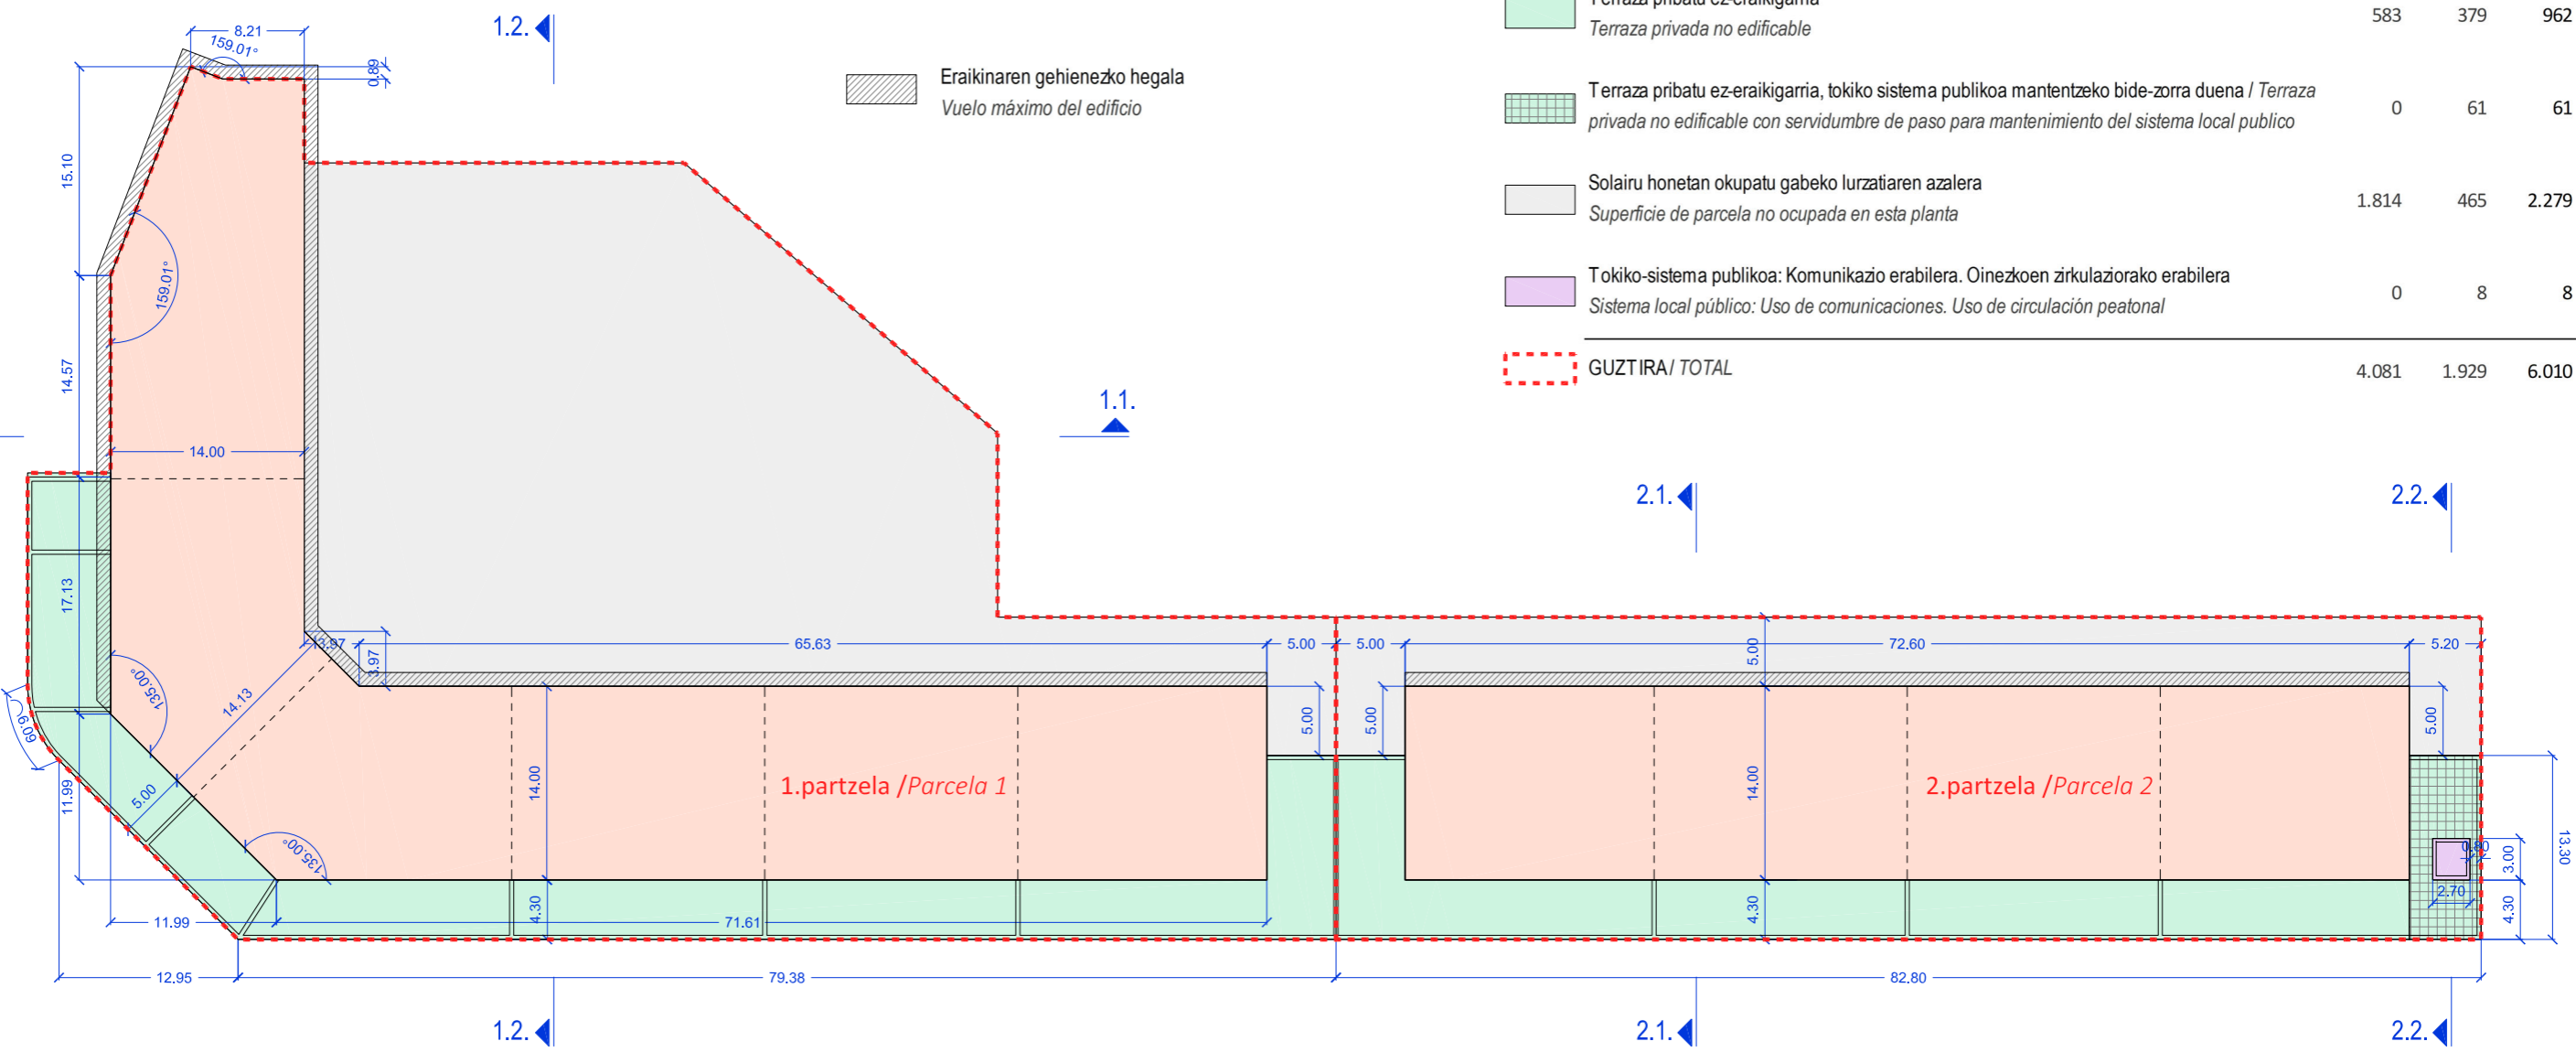 Terraza pribatu ez-eraikigarria
Terraza privada no edificable
583 379 962
Eraikinaren gehienezko hegala
Vuelo máximo del edificio
Terraza pribatu ez-eraikigarria, tokiko sistema publikoa mantentzeko bide-zorra duena / Terraza
privada no edificable con servidumbre de paso para mantenimiento del sistema local publico
0 61 61
Solairu honetan okupatu gabeko lurzatiaren azalera
Superficie de parcela no ocupada en esta planta
1.814 465 2.279
Tokiko-sistema publikoa: Komunikazio erabilera. Oinezkoen zirkulaziorako erabilera
Sistema local público: Uso de comunicaciones. Uso de circulación peatonal
0 8 8
GUZTIRA / TOTAL
4.081 1.929 6.010
1.2.
8.21
159.01°
0.89
15.10
159.01°
14.57
14.00
1.1.
2.1.
2.2.
17.13
3.97
3.97
65.63
5.00
5.00
5.00
72.60
5.20
135.00°
14.13
6.09
5.00
5.00
5.00
11.99
5.00
14.00
1.partzela /Parcela 1
14.00
2.partzela /Parcela 2
135.00°
0.80
3.00
13.30
2.70
11.99
4.30
71.61
4.30
4.30
12.95
79.38
82.80
1.2.
2.1.
2.2.